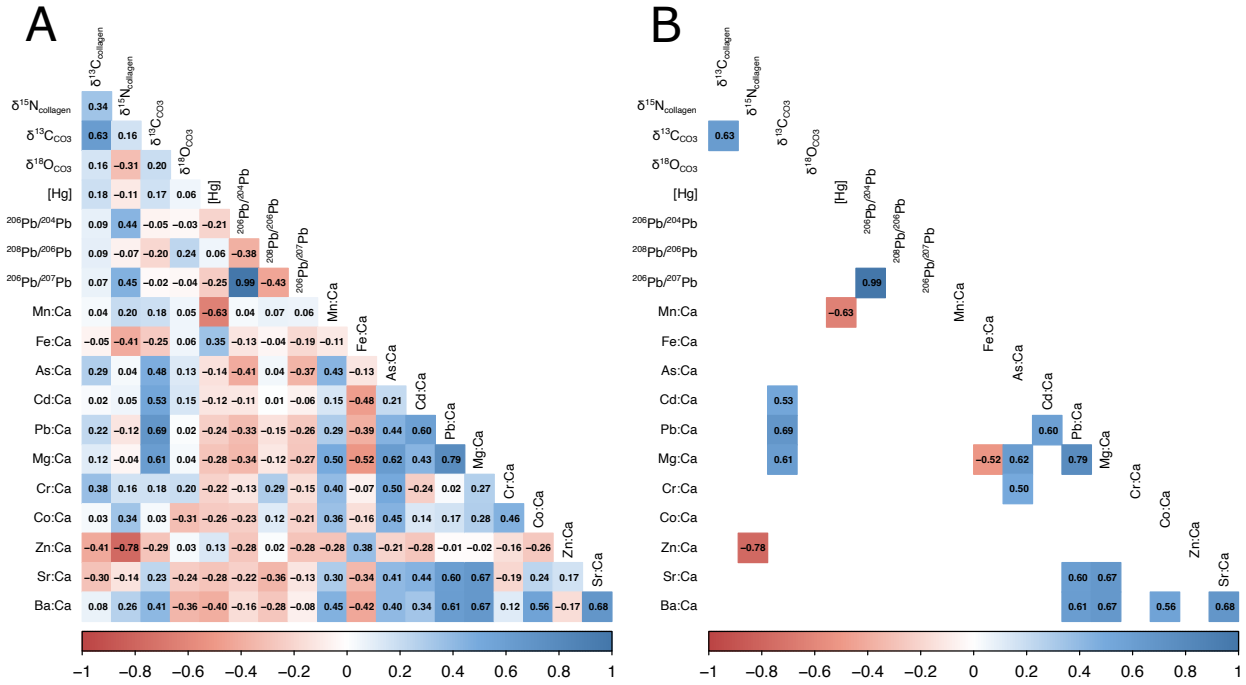 A
δ13Ccollagen
δ15Ncollagen 0.34 δ15Ncollagen
δ13CCO3 0.63 0.16 δ13CCO3
δ18OCO3 0.16 −0.31 0.20 δ18OCO3
[Hg] 0.18 −0.11 0.17 0.06 [Hg]
206Pb/204Pb 0.09 0.44 −0.05 −0.03 −0.21 206Pb/204Pb
208Pb/206Pb 0.09 −0.07 −0.20 0.24 0.06 −0.38 208Pb/206Pb
206Pb/207Pb 0.07 0.45 −0.02 −0.04 −0.25 0.99 −0.43 206Pb/207Pb
Mn:Ca 0.04 0.20 0.18 0.05 −0.63 0.04 0.07 0.06 Mn:Ca
Fe:Ca −0.05 −0.41 −0.25 0.06 0.35 −0.13 −0.04 −0.19 −0.11 Fe:Ca
As:Ca 0.29 0.04 0.48 0.13 −0.14 −0.41 0.04 −0.37 0.43 −0.13 As:Ca
Cd:Ca 0.02 0.05 0.53 0.15 −0.12 −0.11 0.01 −0.06 0.15 −0.48 0.21 Cd:Ca
Pb:Ca 0.22 −0.12 0.69 0.02 −0.24 −0.33 −0.15 −0.26 0.29 −0.39 0.44 0.60 Pb:Ca
Mg:Ca 0.12 −0.04 0.61 0.04 −0.28 −0.34 −0.12 −0.27 0.50 −0.52 0.62 0.43 0.79 Mg:Ca
Cr:Ca 0.38 0.16 0.18 0.20 −0.22 −0.13 0.29 −0.15 0.40 −0.07 0.50 −0.24 0.02 0.27 Cr:Ca
Co:Ca 0.03 0.34 0.03 −0.31 −0.26 −0.23 0.12 −0.21 0.36 −0.16 0.45 0.14 0.17 0.28 0.46 Co:Ca
Zn:Ca −0.41 −0.78 −0.29 0.03 0.13 −0.28 0.02 −0.28 −0.28 0.38 −0.21 −0.28 −0.01 −0.02 −0.16 −0.26 Zn:Ca
Sr:Ca −0.30 −0.14 0.23 −0.24 −0.28 −0.22 −0.36 −0.13 0.30 −0.34 0.41 0.44 0.60 0.67 −0.19 0.24 0.17 Sr:Ca
Ba:Ca 0.08 0.26 0.41 −0.36 −0.40 −0.16 −0.28 −0.08 0.45 −0.42 0.40 0.34 0.61 0.67 0.12 0.56 −0.17 0.68
−1 −0.8 −0.6 −0.4 −0.2 0 0.2 0.4 0.6 0.8 1
B
δ13Ccollagen
δ15Ncollagen δ15Ncollagen
δ13CCO3 0.63 δ13CCO3
δ18OCO3 δ18OCO3
[Hg] [Hg]
206Pb/204Pb 206Pb/204Pb
208Pb/206Pb 208Pb/206Pb
206Pb/207Pb 0.99 206Pb/207Pb
Mn:Ca −0.63 Mn:Ca
Fe:Ca Fe:Ca
As:Ca As:Ca
Cd:Ca 0.53 Cd:Ca
Pb:Ca 0.69 0.60 Pb:Ca
Mg:Ca 0.61 −0.52 0.62 0.79 Mg:Ca
Cr:Ca 0.50 Cr:Ca
Co:Ca Co:Ca
Zn:Ca −0.78 Zn:Ca
Sr:Ca 0.60 0.67 Sr:Ca
Ba:Ca 0.61 0.67 0.56 0.68
−1 −0.8 −0.6 −0.4 −0.2 0 0.2 0.4 0.6 0.8 1